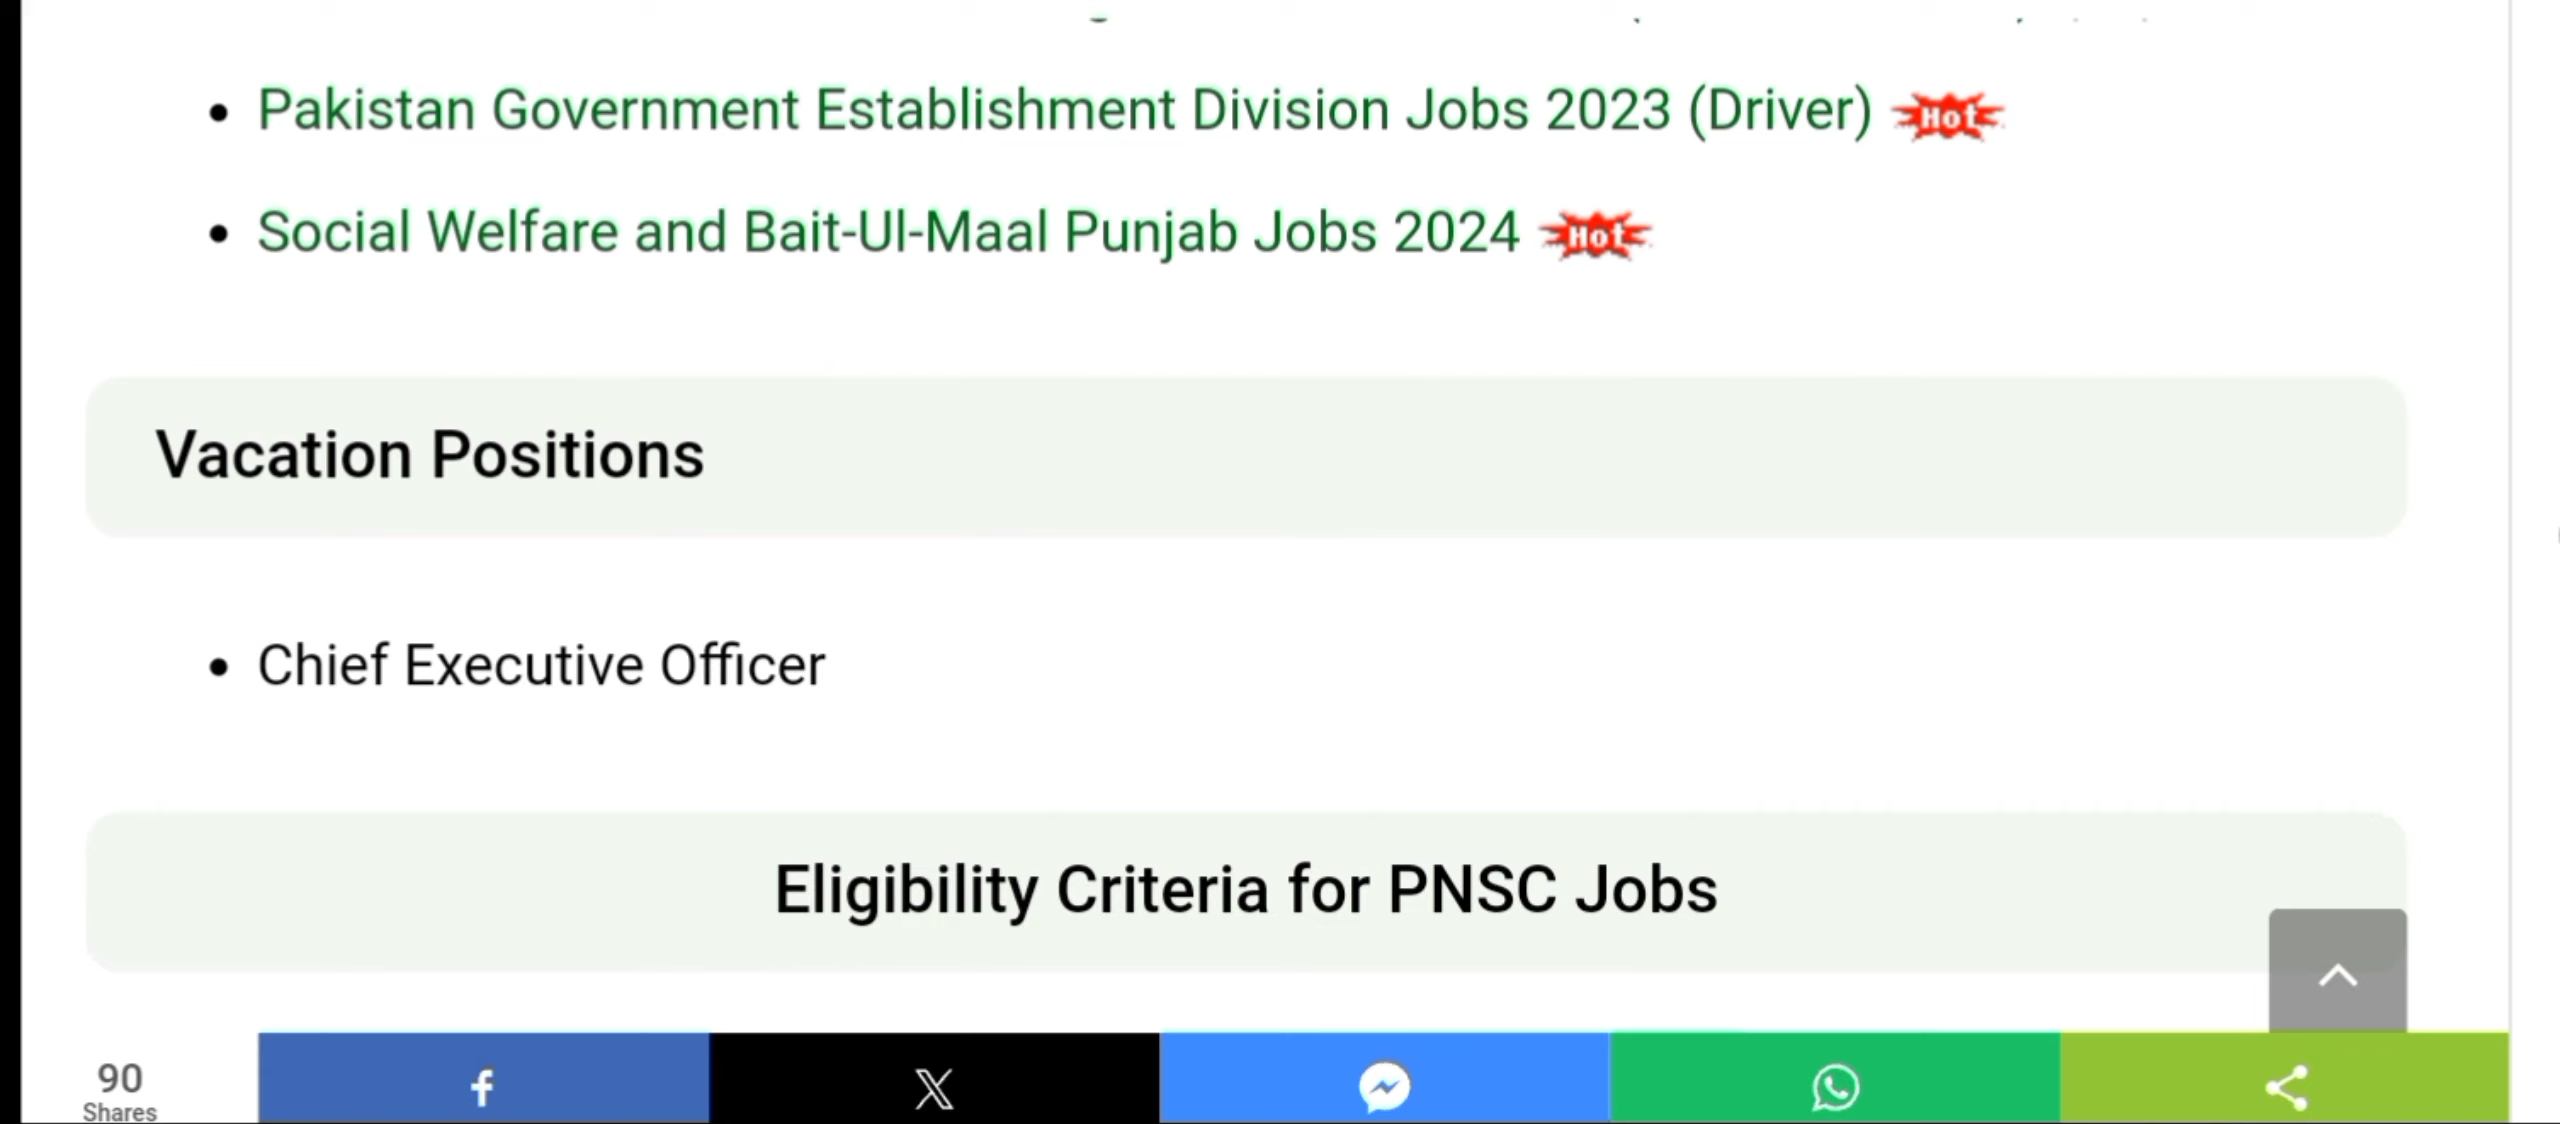 Pakistan Government Establishment Division Jobs 2023 (Driver) Hot
Social Welfare and Bait-Ul-Maal Punjab Jobs 2024 Hot
Vacation Positions
Chief Executive Officer
Eligibility Criteria for PNSC Jobs
90
Shares